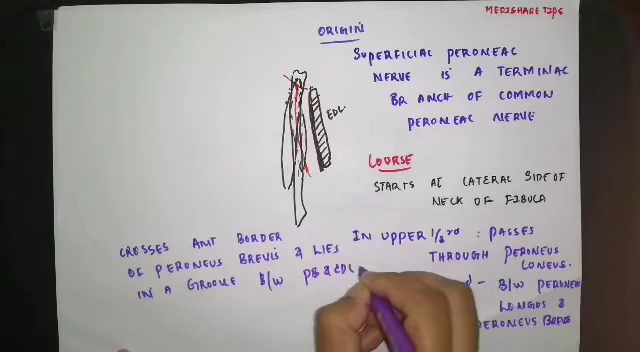 MEDISHARE TIPS
ORIGIN
SUPERFICIAL PERONEAL
NERVE IS A TERMINAL
BRANCH OF COMMON
PERONEAL NERVE
EDL
COURSE
STARTS AT LATERAL SIDE OF
NECK OF FIBULA
IN UPPER 1/3rd : PASSES
THROUGH PERONEUS
LONGUS.
- B/W PERONE
LONGUS &
PERONEUS BREVIS
CROSSES ANT BORDER
OF PERONEUS BREVIS & LIES
IN A GROOVE B/W PB & EDL